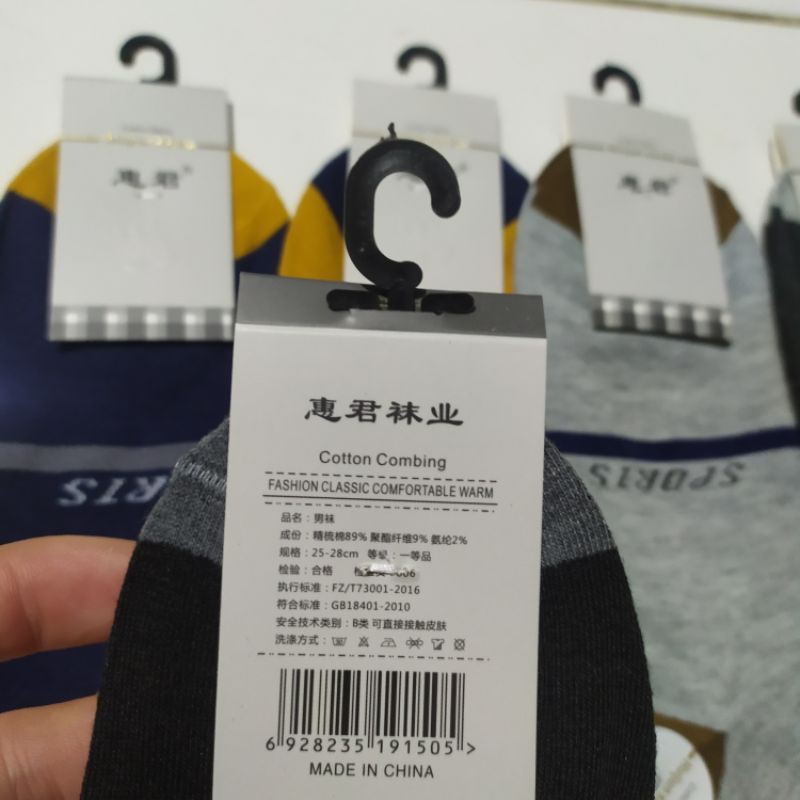 惠君
惠君
SPORTS
惠君袜业
Cotton Combing
FASHION CLASSIC COMFORTABLE WARM
品名：男袜
成份：精梳棉89% 聚酯纤维9% 氨纶2%
规格：25-28cm 等级：一等品
检验：合格
执行标准：FZ/T73001-2016
符合标准：GB18401-2010
安全技术类别：B类 可直接接触皮肤
洗涤方式：
6 928235 191505 >
MADE IN CHINA